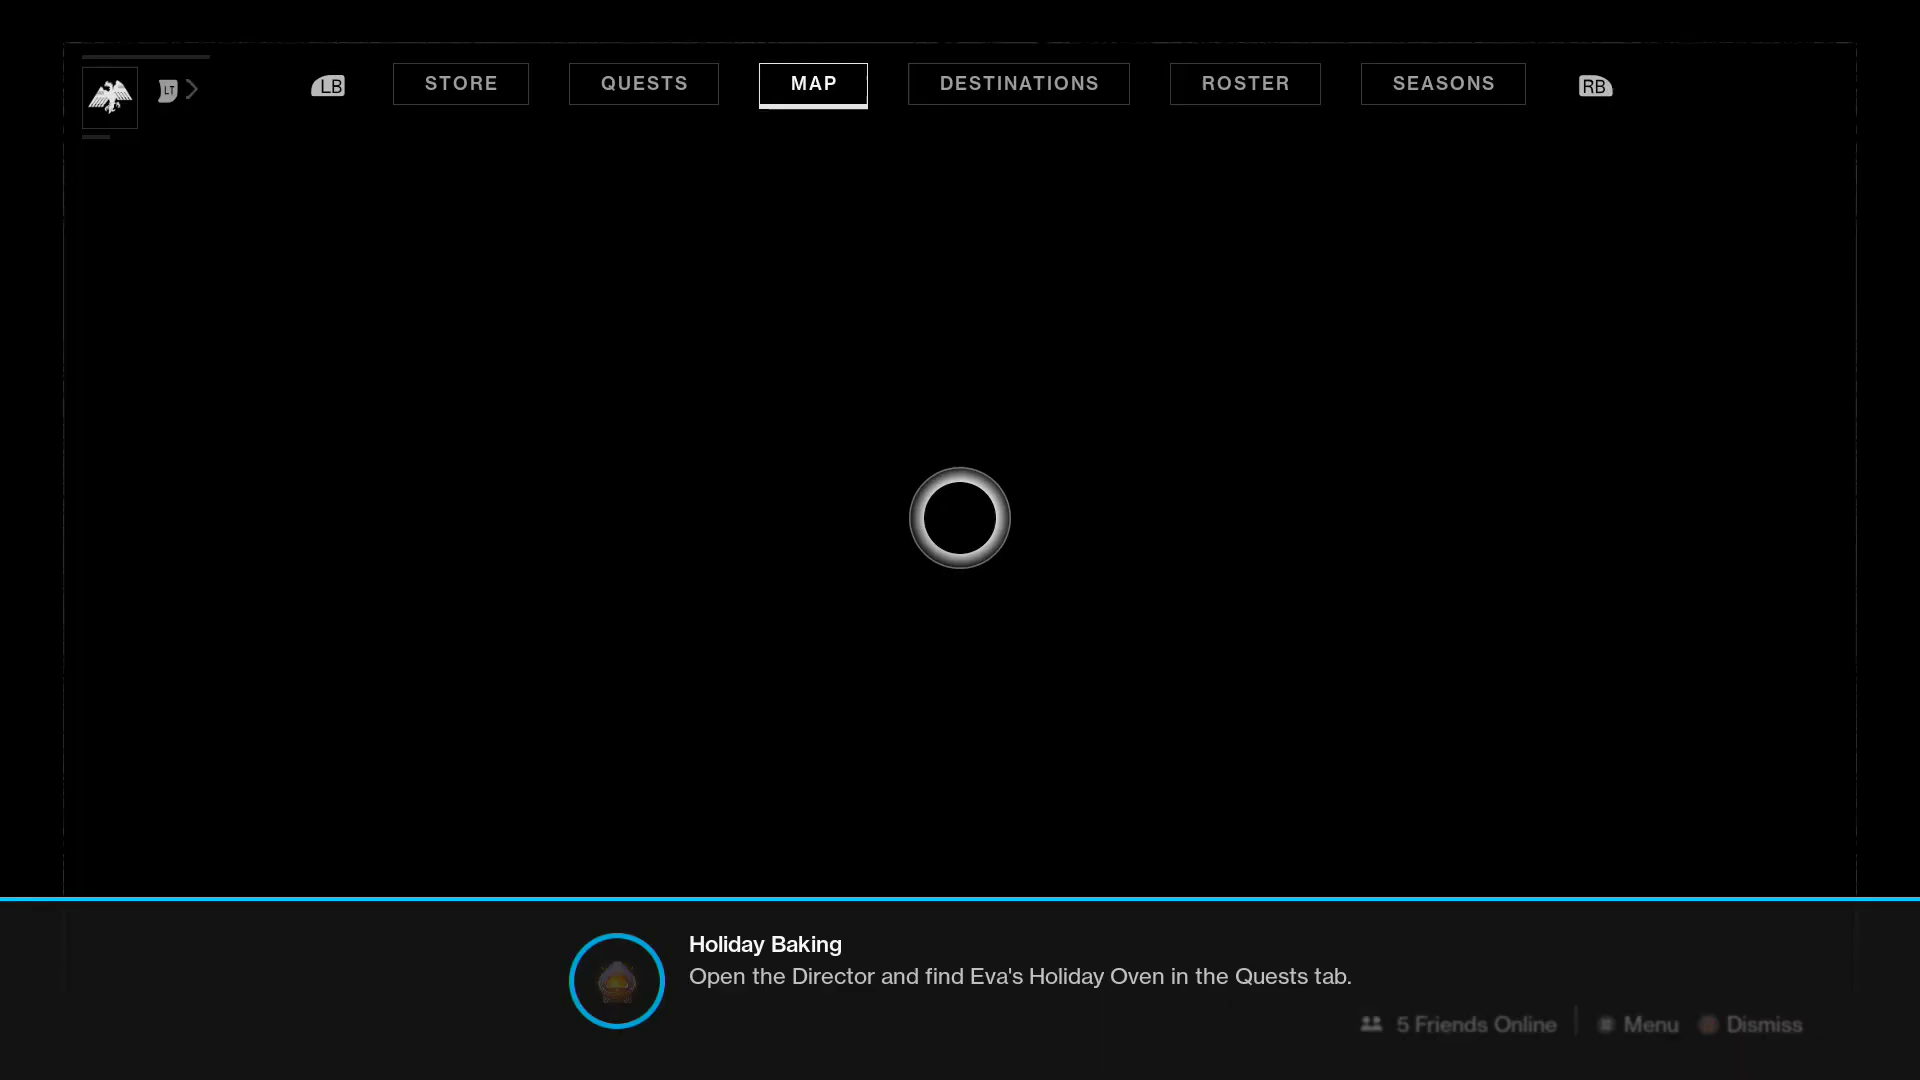 LT
LB
STORE
QUESTS
MAP
DESTINATIONS
ROSTER
SEASONS
RB
Holiday Baking
Open the Director and find Eva's Holiday Oven in the Quests tab.
5 Friends Online
Menu
Dismiss